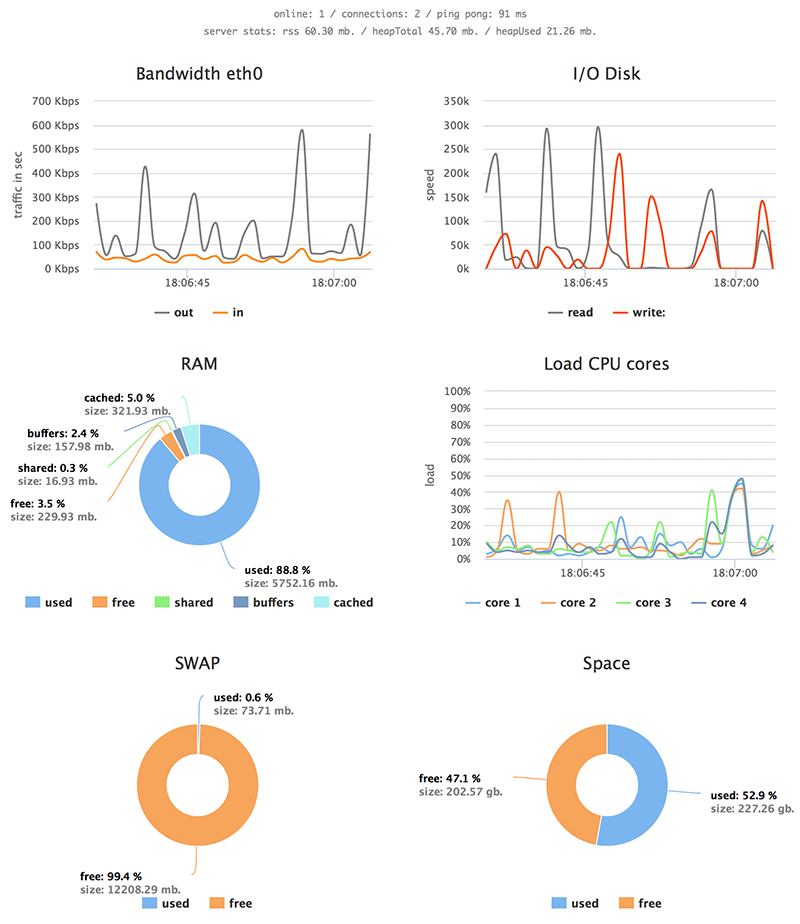 online: 1 / connections: 2 / ping pong: 91 ms
server stats: rss 60.30 mb. / heapTotal 45.70 mb. / heapUsed 21.26 mb.
Bandwidth eth0
traffic in sec
700 Kbps
600 Kbps
500 Kbps
400 Kbps
300 Kbps
200 Kbps
100 Kbps
0 Kbps
18:06:45
18:07:00
out
in
I/O Disk
speed
350k
300k
250k
200k
150k
100k
50k
0k
18:06:45
18:07:00
read
write:
RAM
cached: 5.0 %
size: 321.93 mb.
buffers: 2.4 %
size: 157.98 mb.
shared: 0.3 %
size: 16.93 mb.
free: 3.5 %
size: 229.93 mb.
used: 88.8 %
size: 5752.16 mb.
used
free
shared
buffers
cached
Load CPU cores
load
100%
90%
80%
70%
60%
50%
40%
30%
20%
10%
0%
18:06:45
18:07:00
core 1
core 2
core 3
core 4
SWAP
used: 0.6 %
size: 73.71 mb.
free: 99.4 %
size: 12208.29 mb.
used
free
Space
free: 47.1 %
size: 202.57 gb.
used: 52.9 %
size: 227.26 gb.
used
free